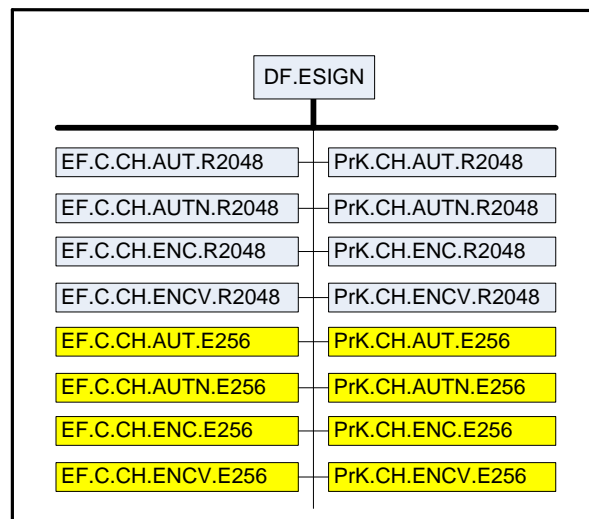 DF.ESIGN
EF.C.CH.AUT.R2048 PrK.CH.AUT.R2048
EF.C.CH.AUTN.R2048 PrK.CH.AUTN.R2048
EF.C.CH.ENC.R2048 PrK.CH.ENC.R2048
EF.C.CH.ENCV.R2048 PrK.CH.ENCV.R2048
EF.C.CH.AUT.E256 PrK.CH.AUT.E256
EF.C.CH.AUTN.E256 PrK.CH.AUTN.E256
EF.C.CH.ENC.E256 PrK.CH.ENC.E256
EF.C.CH.ENCV.E256 PrK.CH.ENCV.E256